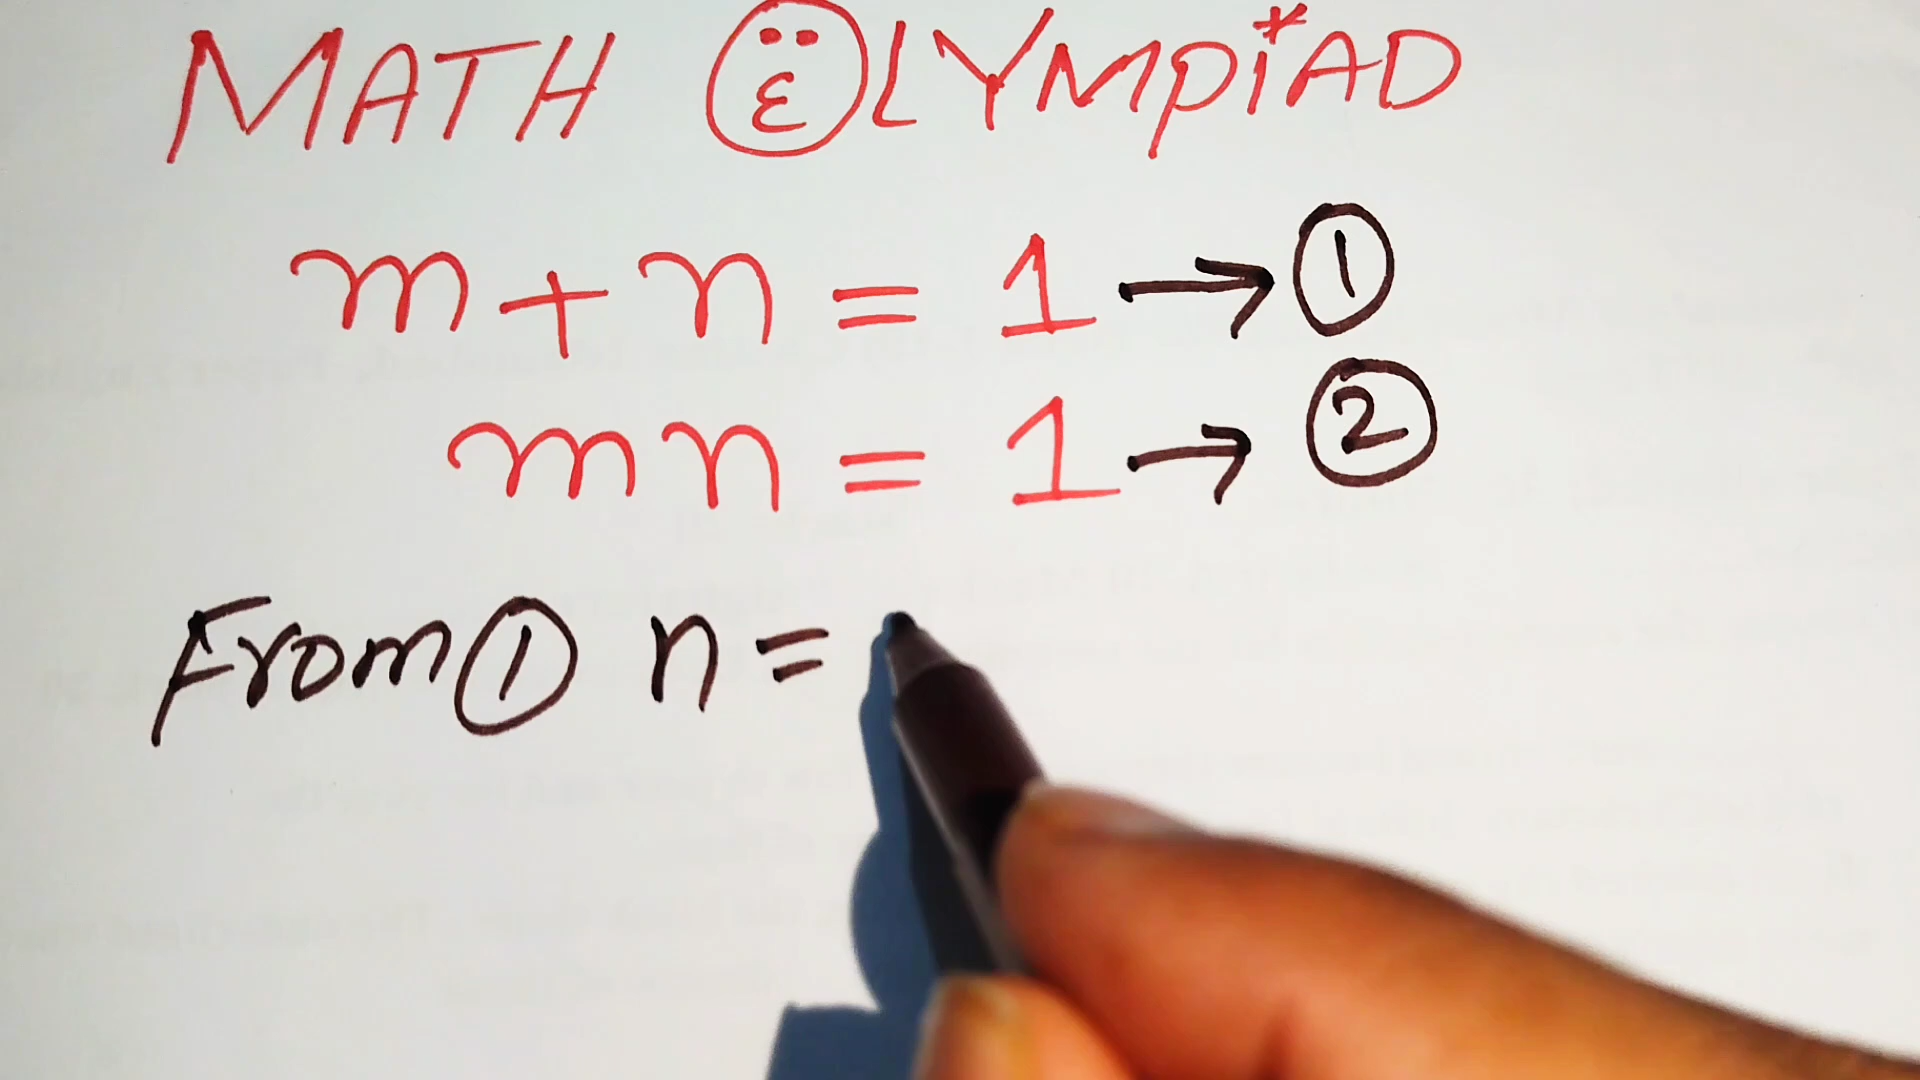 MATH OLYMPiAD
m + n = 1 → ①
mn = 1 → ②
From ① n =